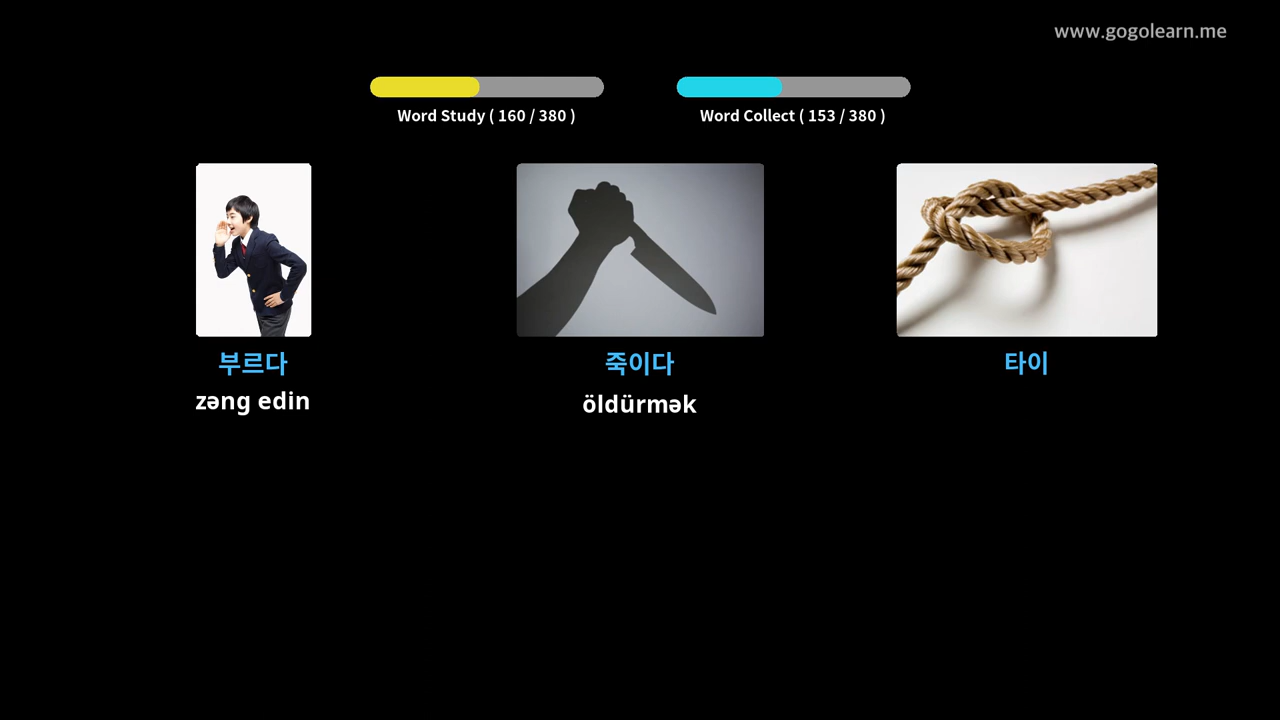 www.gogolearn.me
Word Study ( 160 / 380 )
Word Collect ( 153 / 380 )
부르다
죽이다
타이
zəng edin
öldürmək